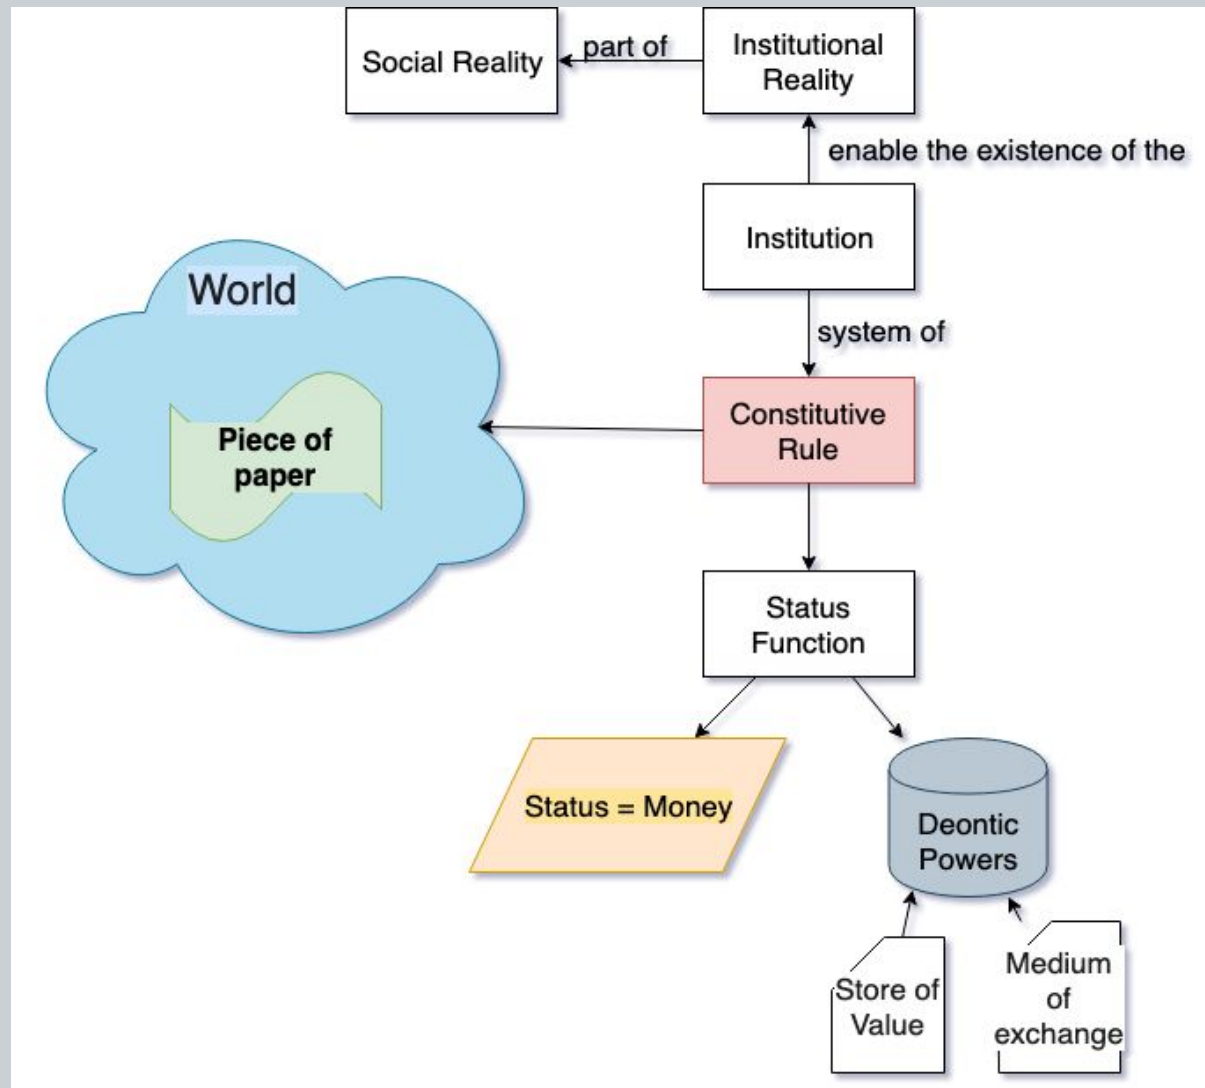 Social Reality
part of
Institutional
Reality
enable the existence of the
Institution
system of
World
Piece of
paper
Constitutive
Rule
Status
Function
Status = Money
Deontic
Powers
Store of
Value
Medium
of
exchange